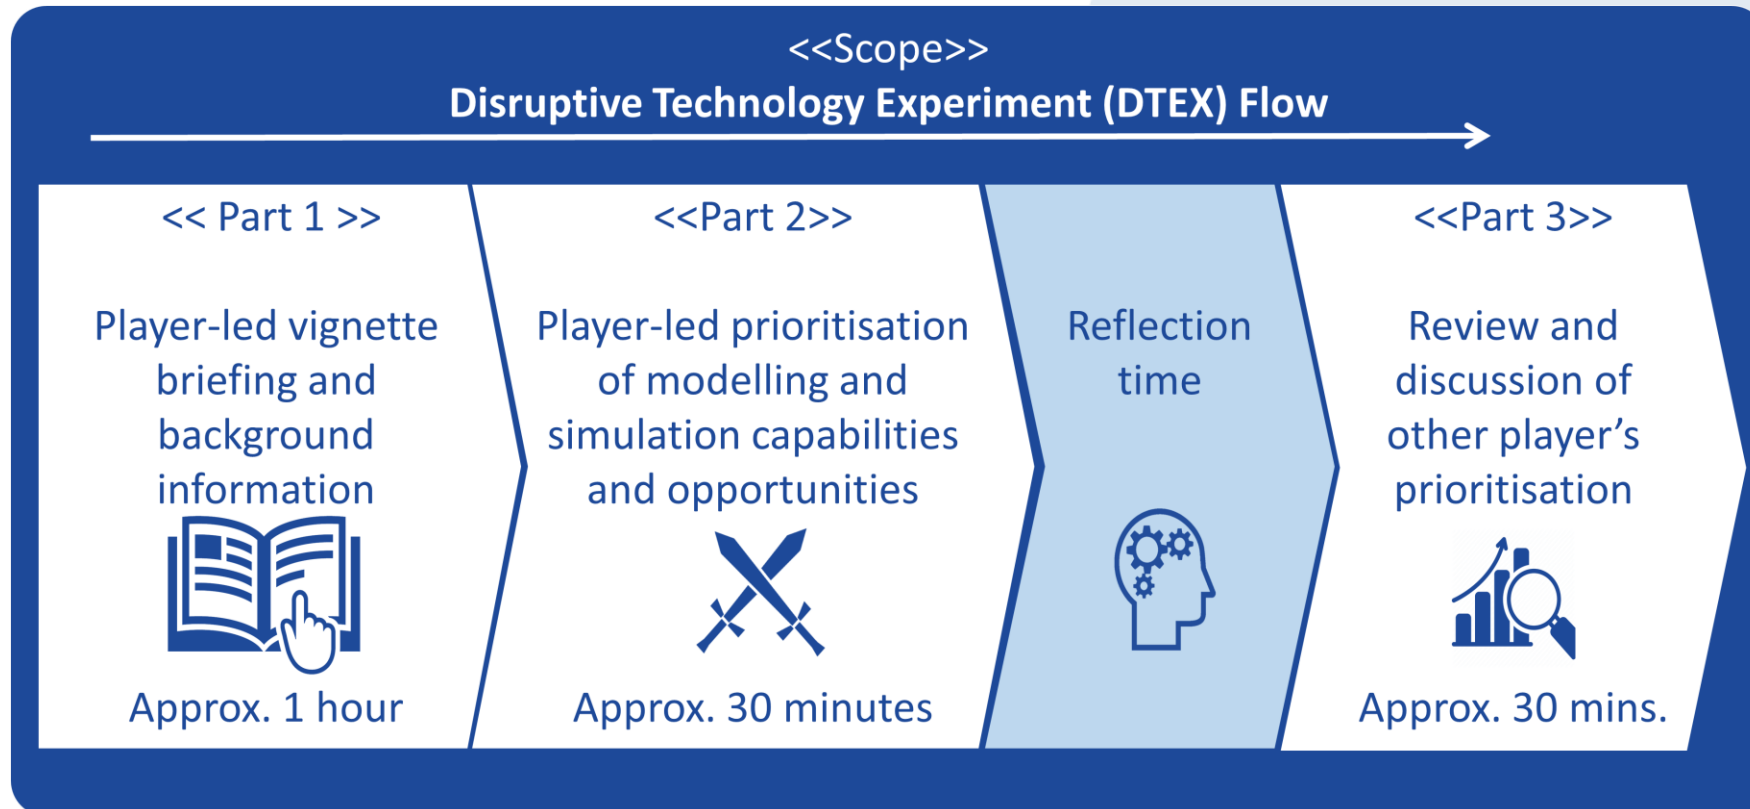 <<Scope>>
Disruptive Technology Experiment (DTEX) Flow
<< Part 1 >>
Player-led vignette
briefing and
background
information
Approx. 1 hour
<<Part 2>>
Player-led prioritisation
of modelling and
simulation capabilities
and opportunities
Approx. 30 minutes
Reflection
time
<<Part 3>>
Review and
discussion of
other player’s
prioritisation
Approx. 30 mins.